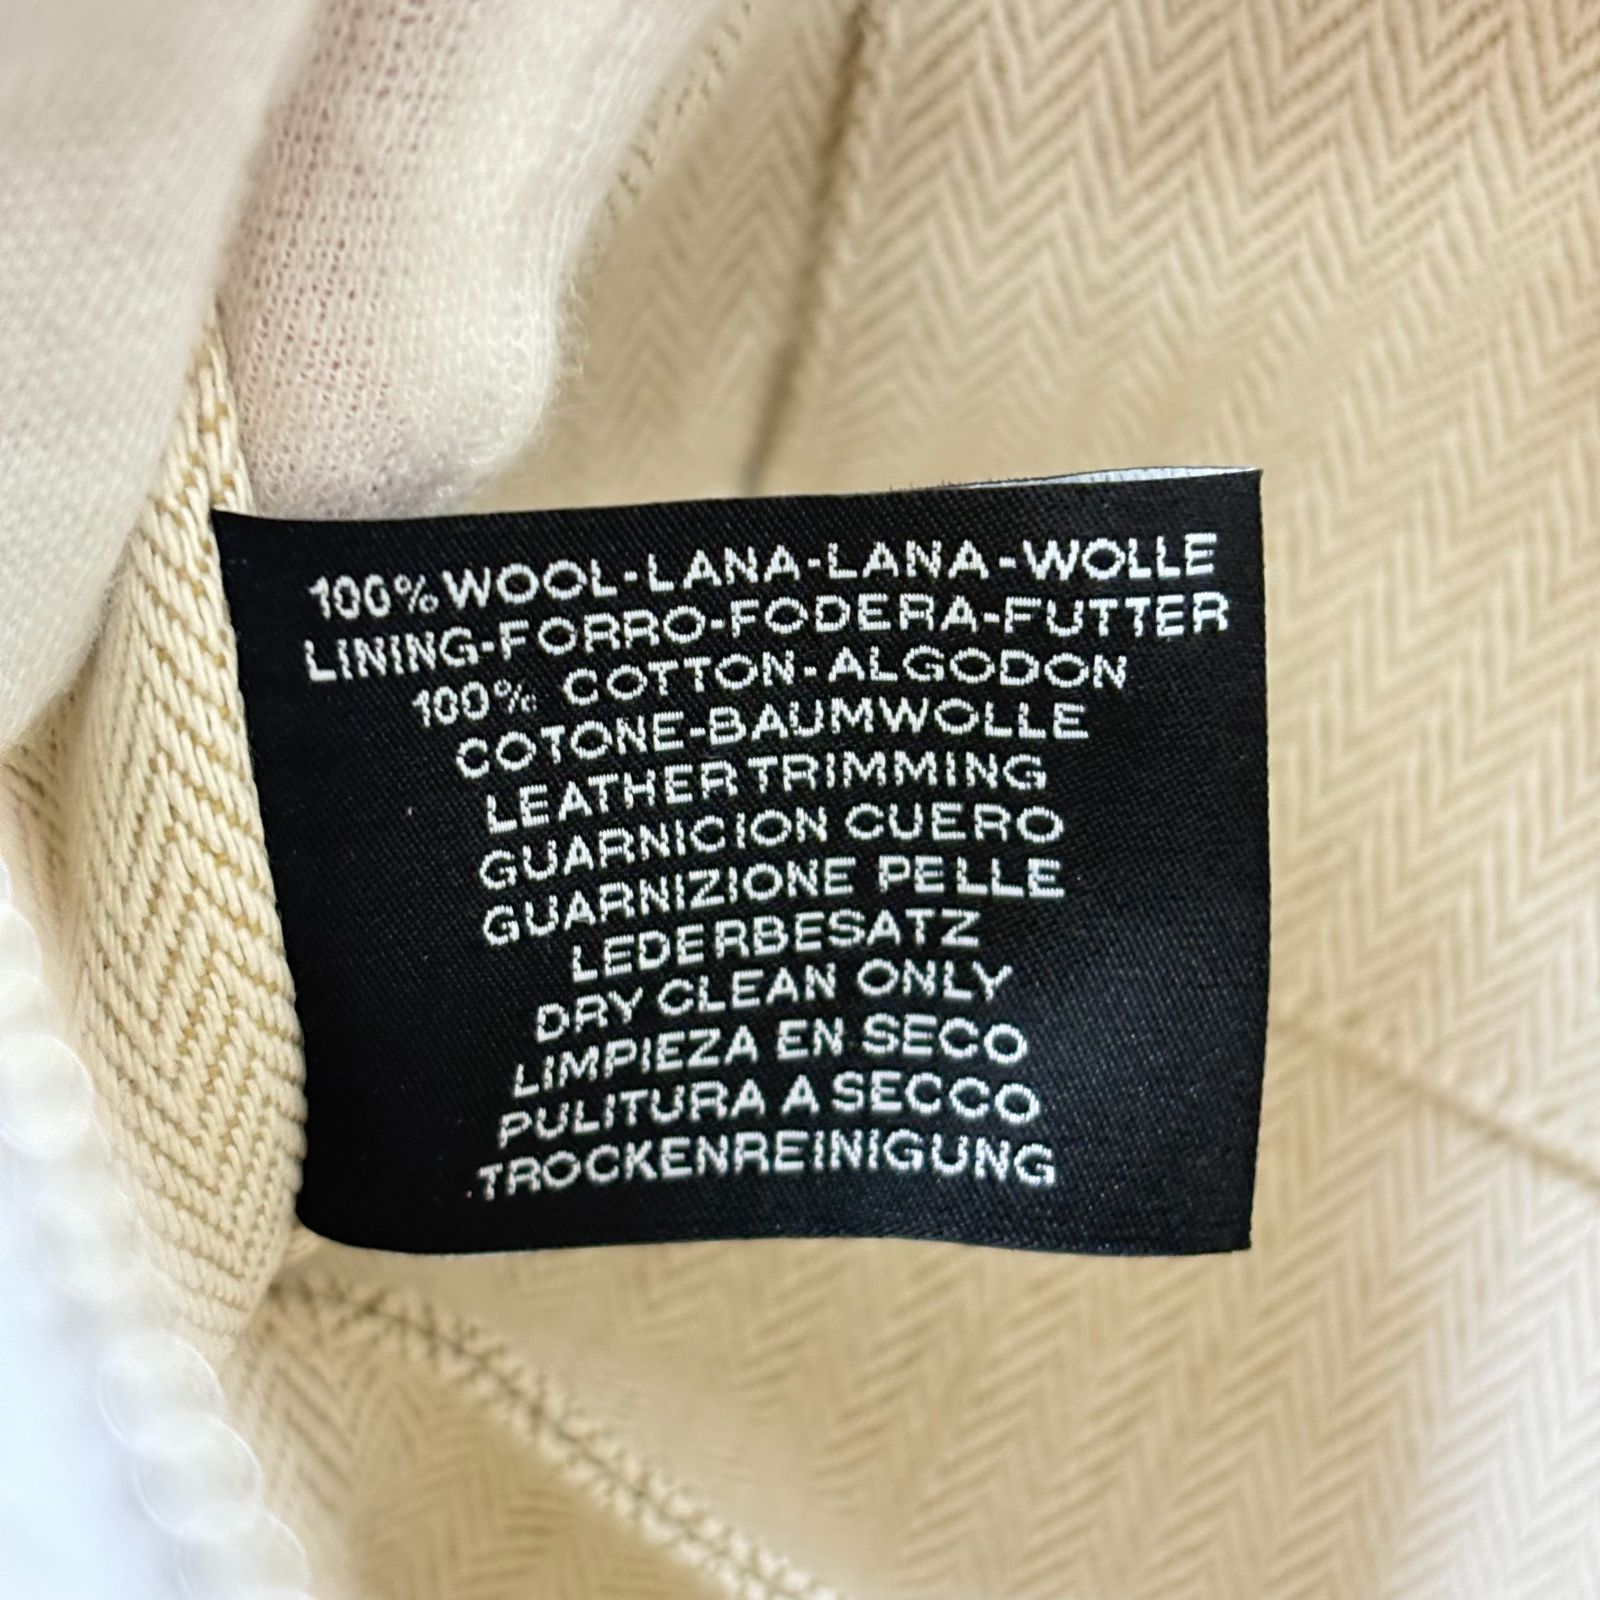 100% WOOL-LANA-LANA-WOLLE
LINING-FORRO-FODERA-FUTTER
100% COTTON-ALGODON
COTONE-BAUMWOLLE
LEATHER TRIMMING
GUARNICION CUERO
GUARNIZIONE PELLE
LEDERBESATZ
DRY CLEAN ONLY
LIMPIEZA EN SECO
PULITURA A SECCO
TROCKENREINIGUNG